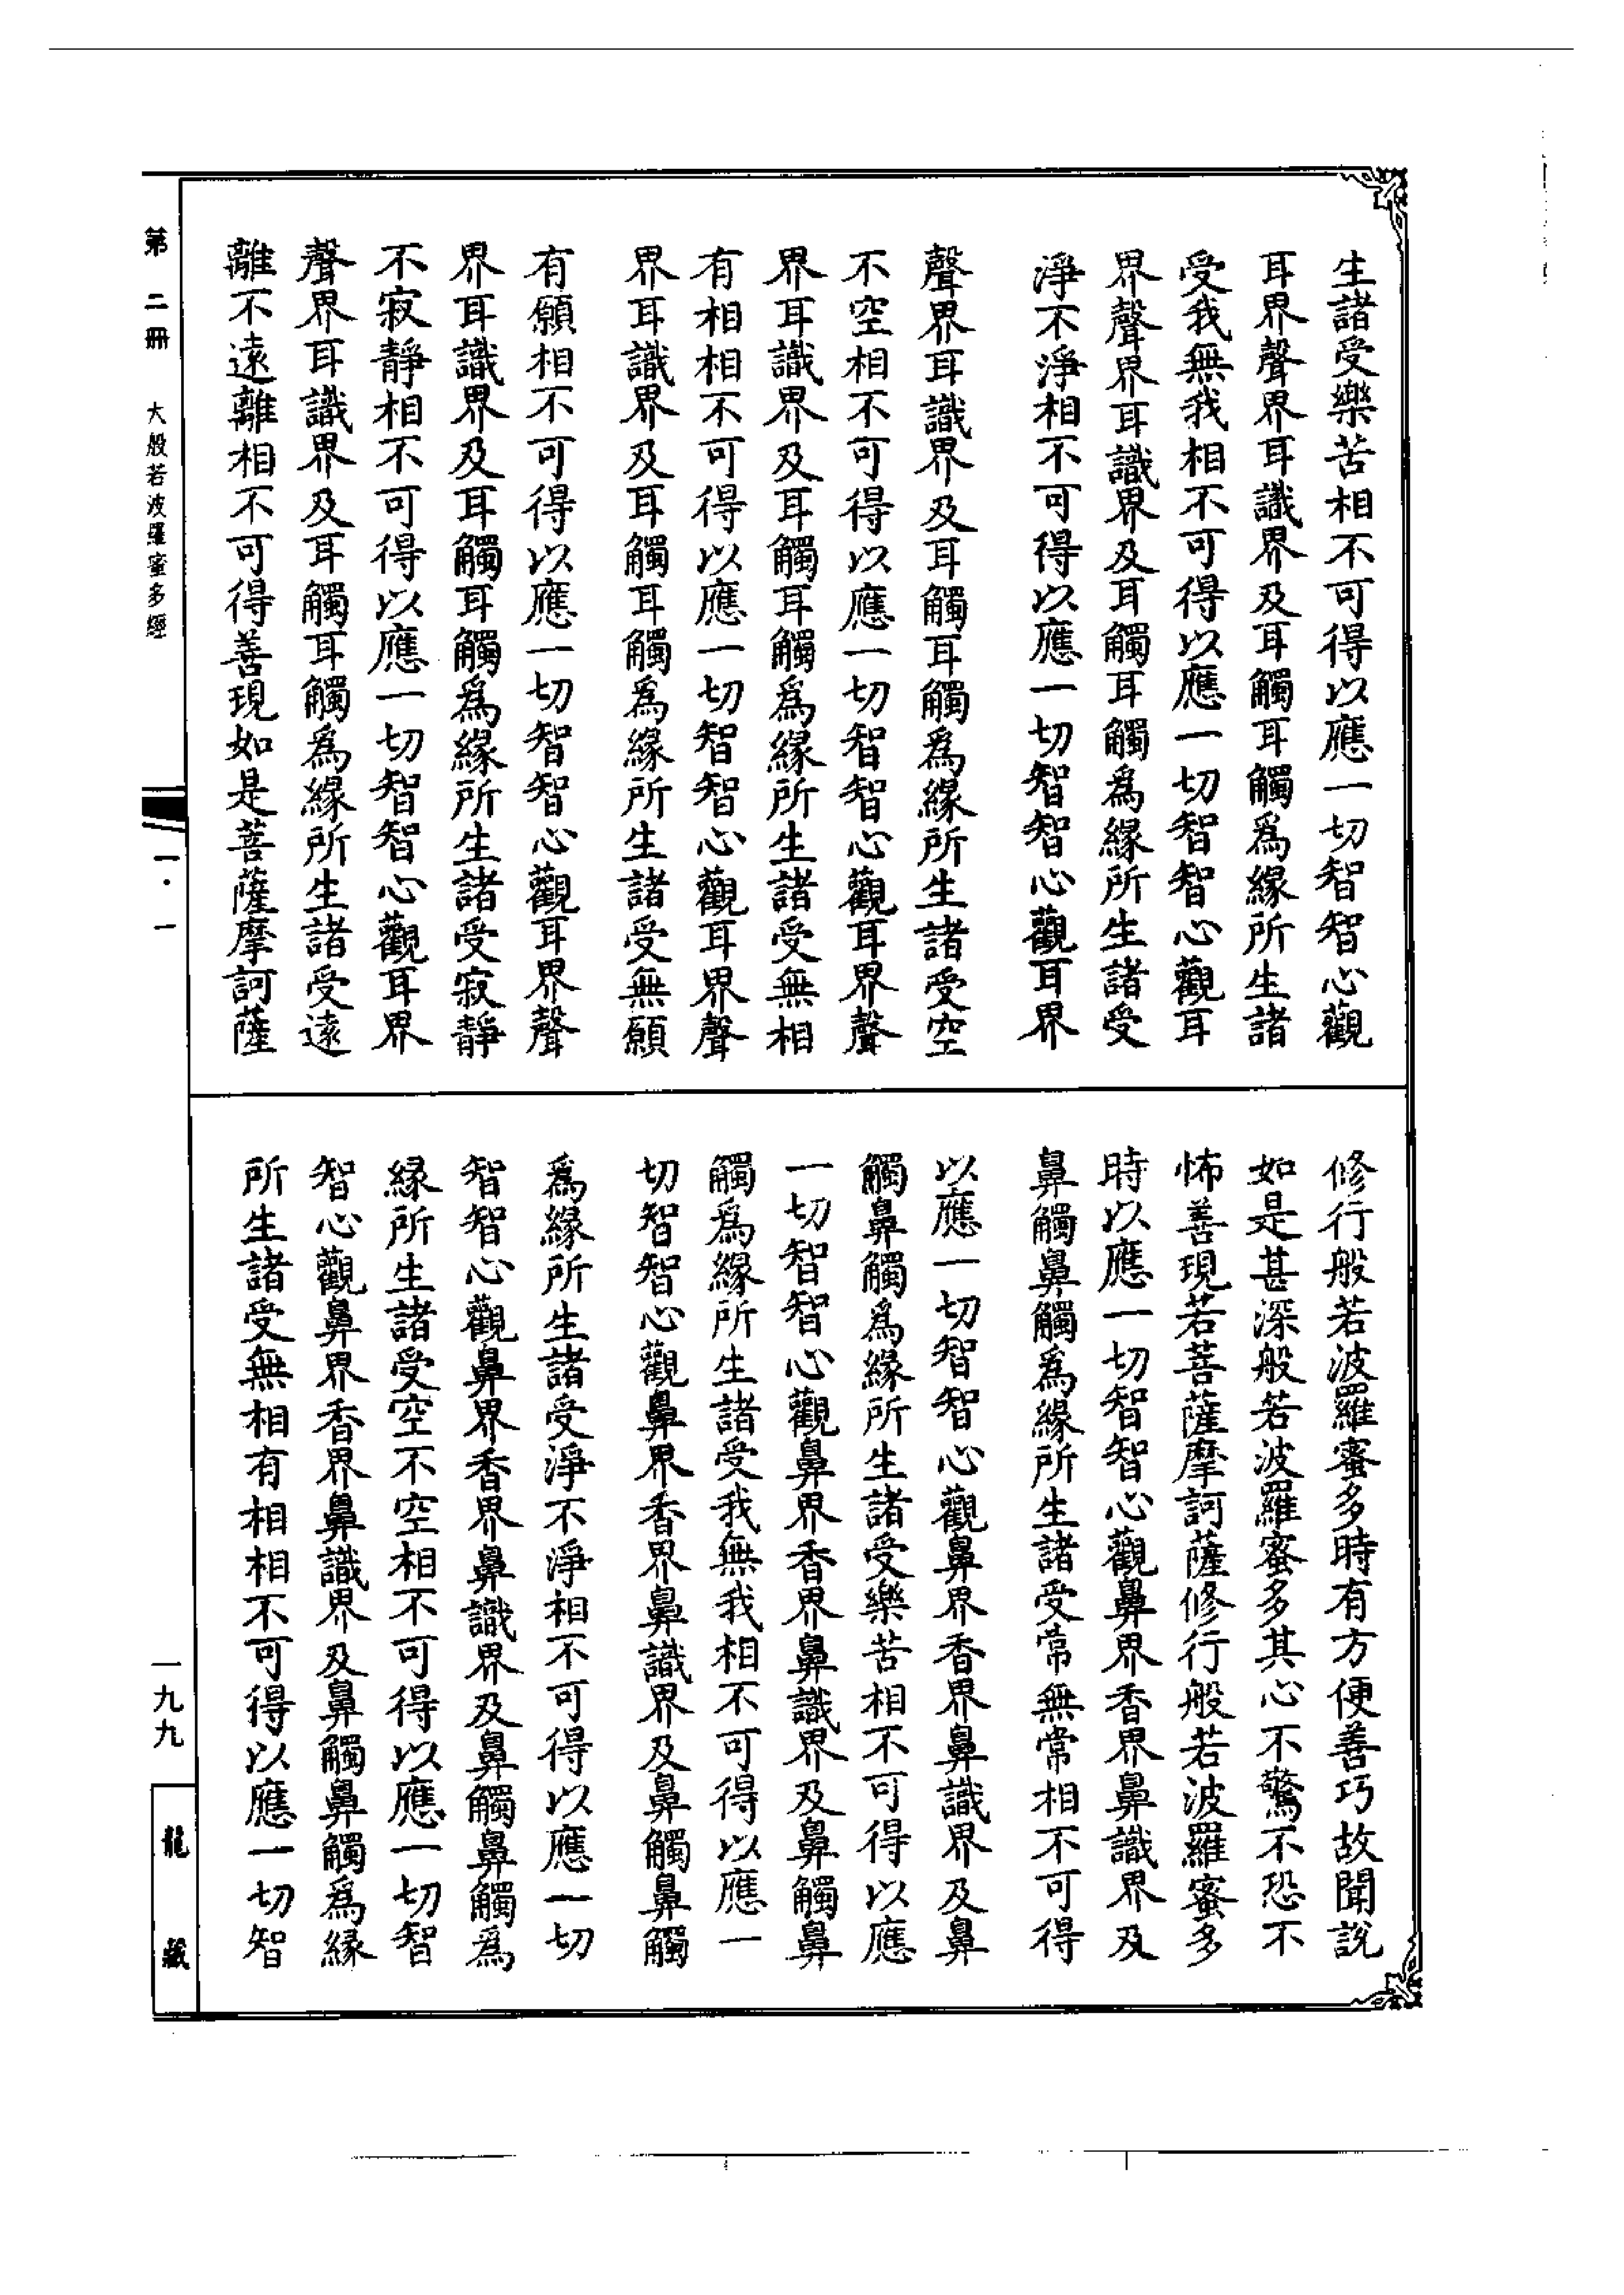 生諸受樂苦相不可得以應一切智智心觀
耳界聲界耳識界及耳觸耳觸爲緣所生諸
受我無我相不可得以應一切智智心觀耳
界聲界耳識界及耳觸耳觸爲緣所生諸受
淨不淨相不可得以應一切智智心觀耳界
聲界耳識界及耳觸耳觸爲緣所生諸受空
不空相不可得以應一切智智心觀耳界聲
界耳識界及耳觸耳觸爲緣所生諸受無相
有相相不可得以應一切智智心觀耳界聲
界耳識界及耳觸耳觸爲緣所生諸受無願
有願相不可得以應一切智智心觀耳界聲
界耳識界及耳觸耳觸爲緣所生諸受寂靜
不寂靜相不可得以應一切智智心觀耳界
聲界耳識界及耳觸耳觸爲緣所生諸受遠
離不遠離相不可得善現如是菩薩摩訶薩
修行般若波羅蜜多時有方便善巧故聞說
如是甚深般若波羅蜜多其心不驚不恐不
怖善現若菩薩摩訶薩修行般若波羅蜜多
時以應一切智智心觀鼻界香界鼻識界及
鼻觸鼻觸爲緣所生諸受常無常相不可得
以應一切智智心觀鼻界香界鼻識界及鼻
觸鼻觸爲緣所生諸受樂苦相不可得以應
一切智智心觀鼻界香界鼻識界及鼻觸鼻
觸爲緣所生諸受我無我相不可得以應一
切智智心觀鼻界香界鼻識界及鼻觸鼻觸
爲緣所生諸受淨不淨相不可得以應一切
智智心觀鼻界香界鼻識界及鼻觸鼻觸爲
緣所生諸受空不空相不可得以應一切智
智心觀鼻界香界鼻識界及鼻觸鼻觸爲緣
所生諸受無相有相相不可得以應一切智
第二冊 大般若波羅蜜多經 一·一
一九九
龍藏